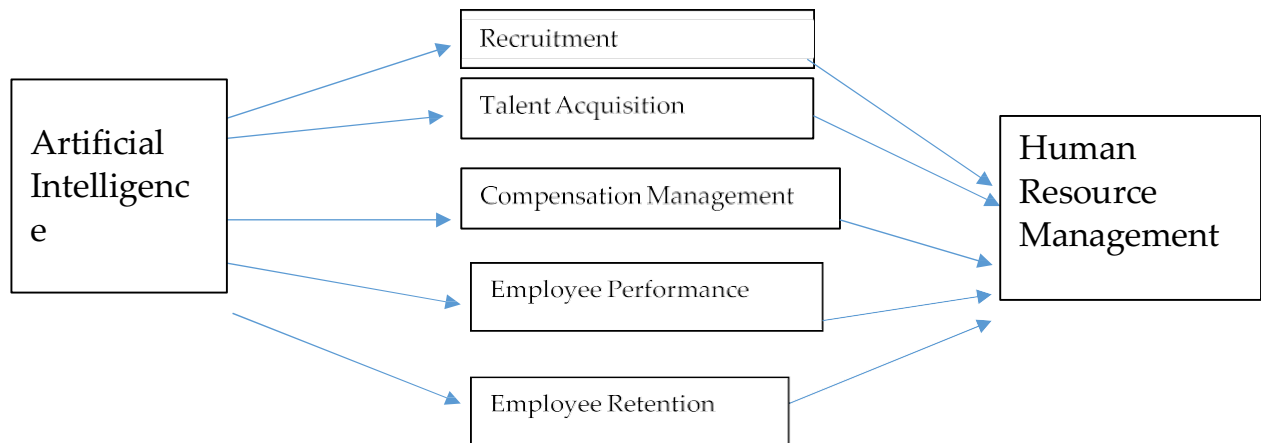 Artificial
Intelligenc
e
Recruitment
Talent Acquisition
Compensation Management
Employee Performance
Employee Retention
Human
Resource
Management